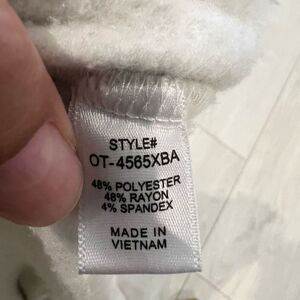 STYLE#
OT-4565XBA
48% POLYESTER
48% RAYON
4% SPANDEX
MADE IN
VIETNAM